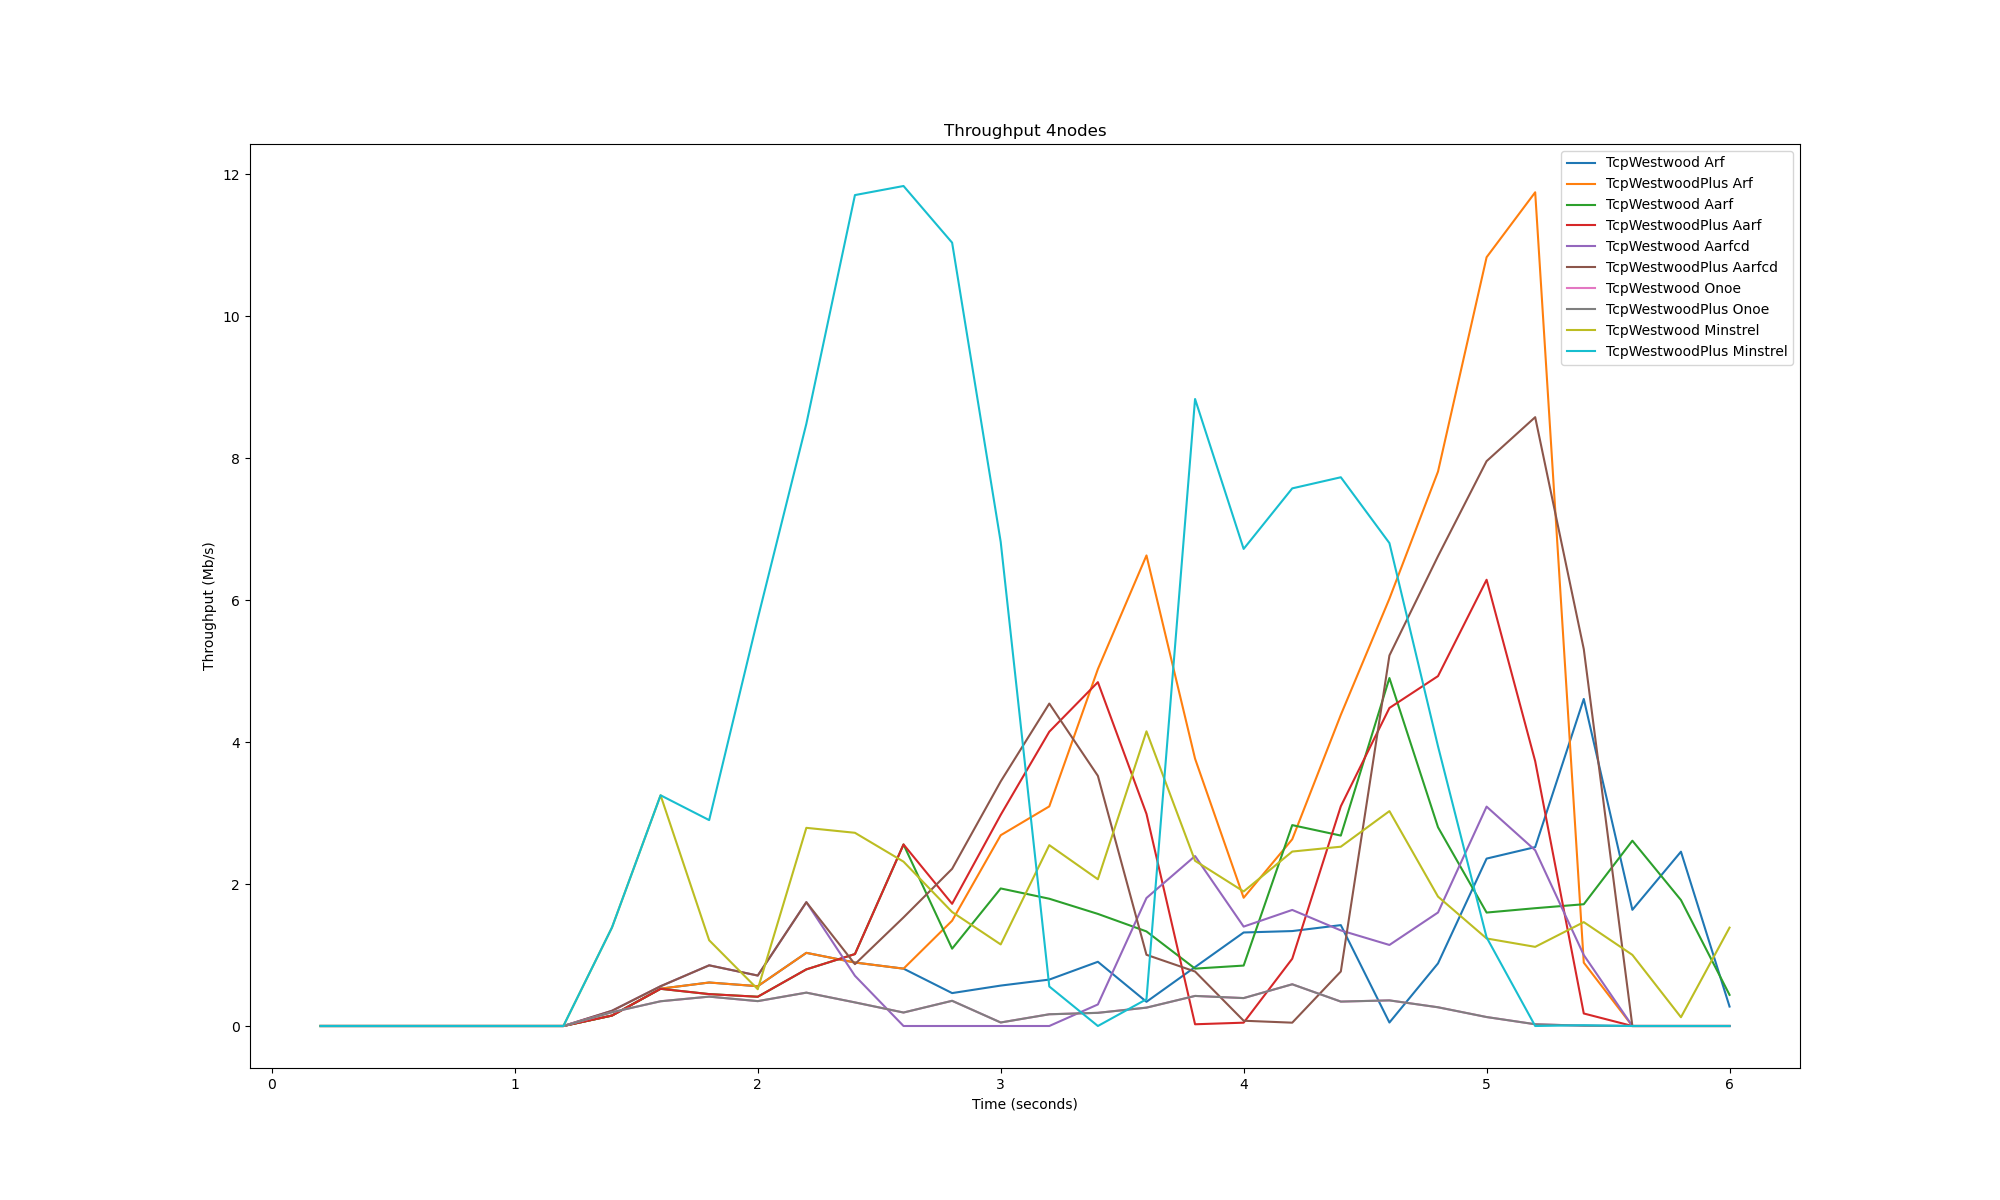 Throughput 4nodes
12
10
8
6
4
2
0
Throughput (Mb/s)
TcpWestwood Arf
TcpWestwoodPlus Arf
TcpWestwood Aarf
TcpWestwoodPlus Aarf
TcpWestwood Aarfcd
TcpWestwoodPlus Aarfcd
TcpWestwood Onoe
TcpWestwoodPlus Onoe
TcpWestwood Minstrel
TcpWestwoodPlus Minstrel
0 1 2 3 4 5 6
Time (seconds)